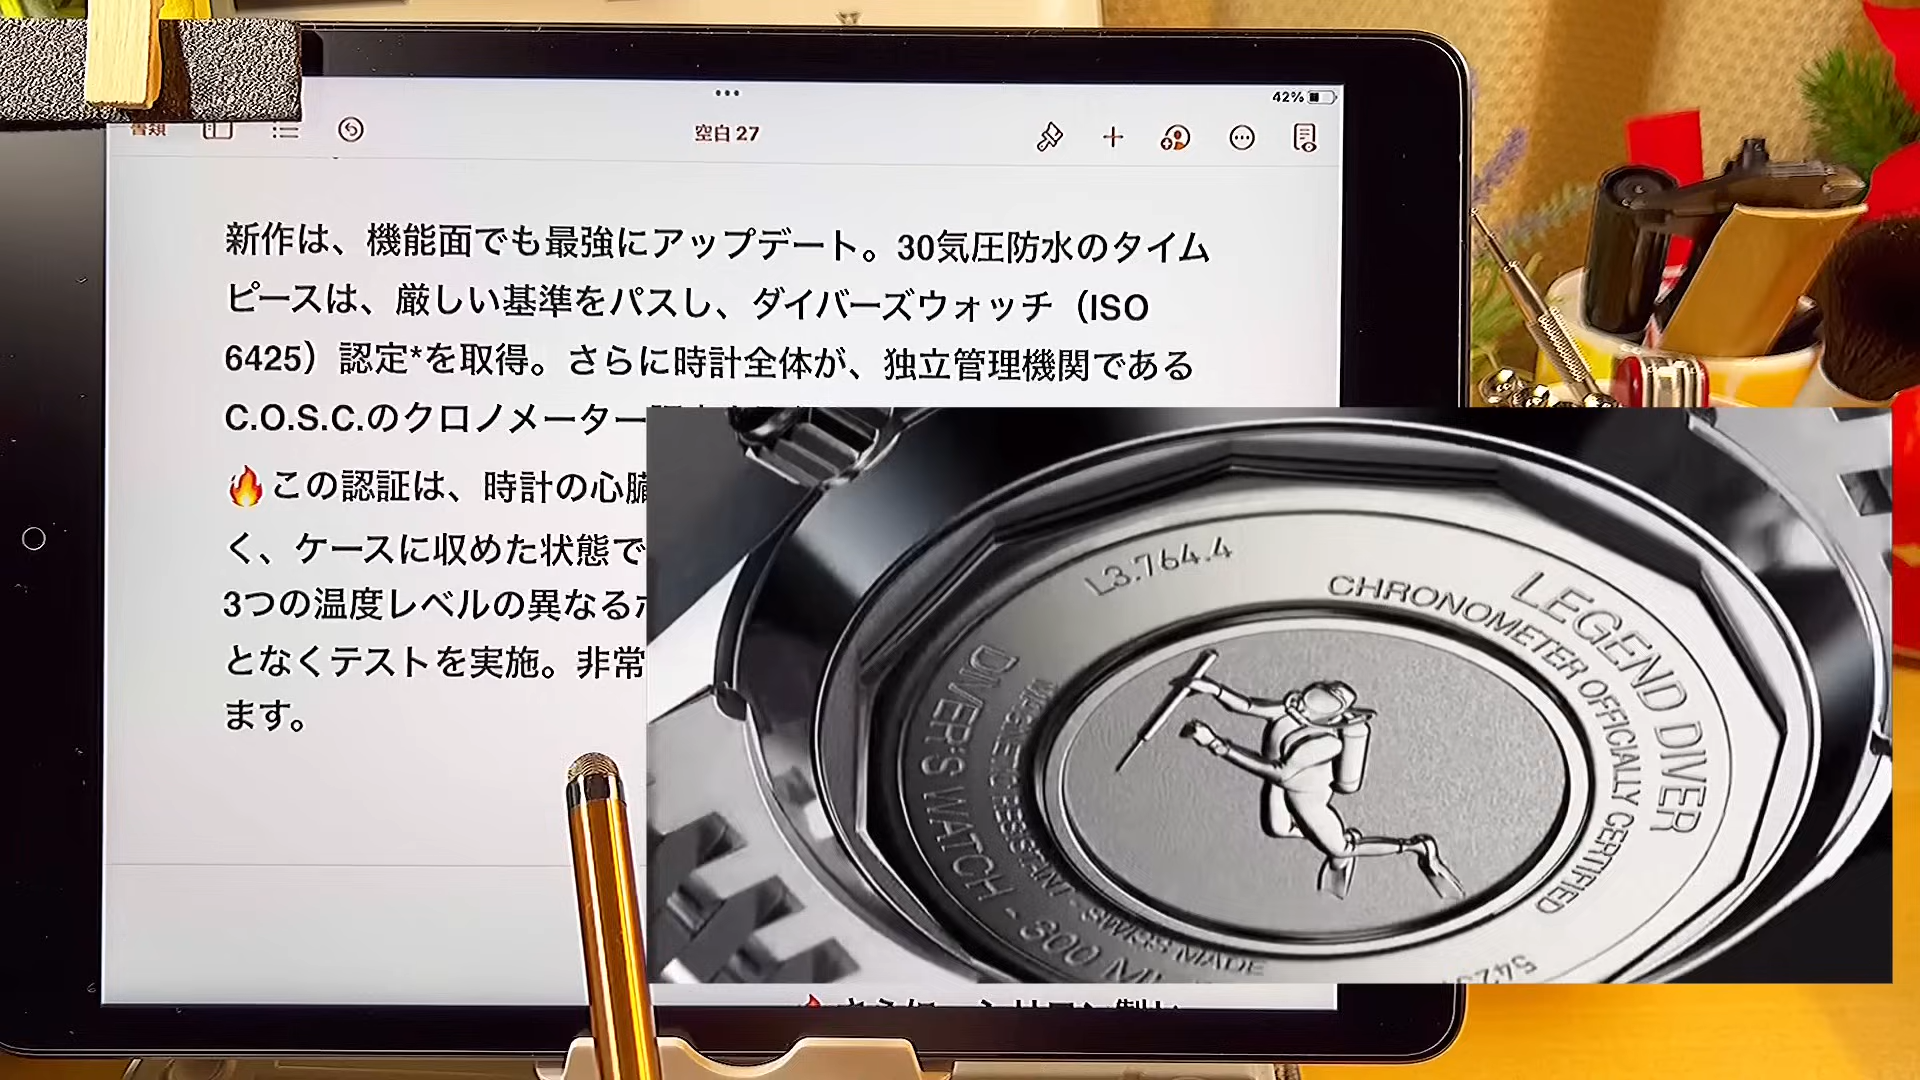 42%
書類
空白 27
新作は、機能面でも最強にアップデート。30気圧防水のタイム
ピースは、厳しい基準をパスし、ダイバーズウォッチ（ISO
6425）認定*を取得。さらに時計全体が、独立管理機関である
C.O.S.C.のクロノメーター
🔥この認証は、時計の心臓
く、ケースに収めた状態で
3つの温度レベルの異なるポ
となくテストを実施。非常
ます。
L3.764.4
CHRONOMETER OFFICIALLY CERTIFIED
LEGEND DIVER
DIVER'S WATCH - 300 M
MAGNETIC RESISTANT - SWISS MADE